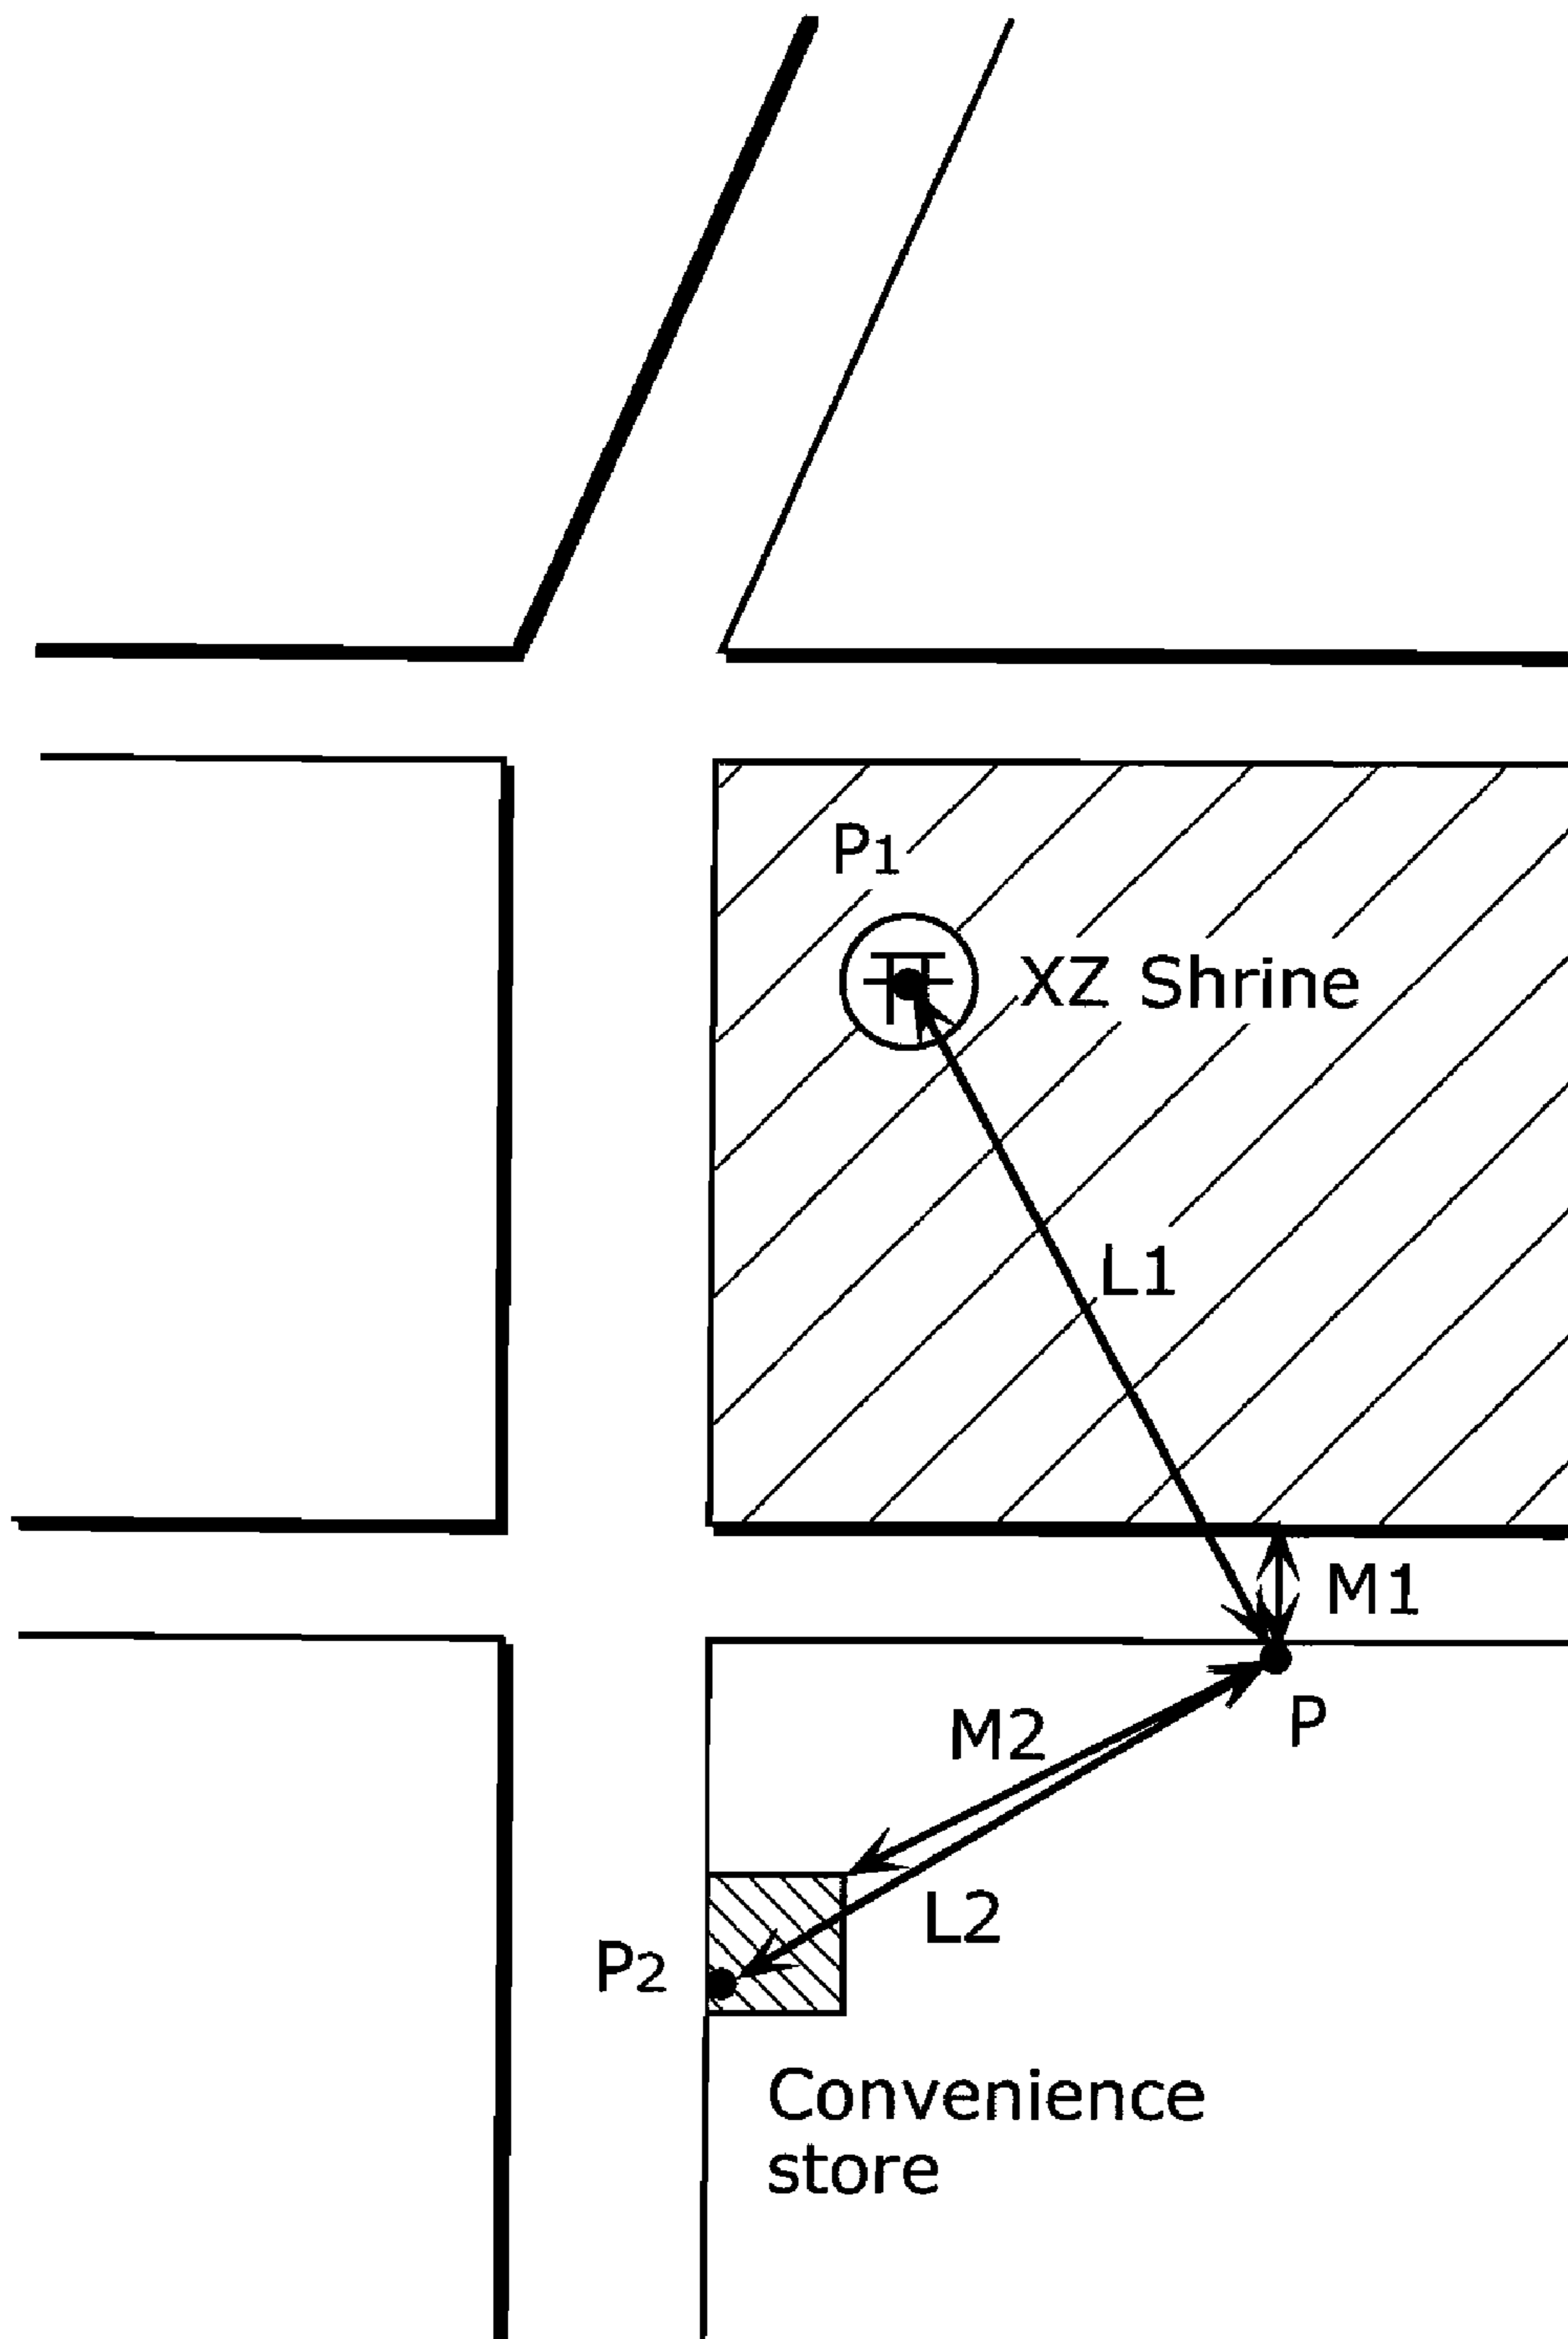 P1
XZ Shrine
L1
M1
P
M2
L2
P2
Convenience
store